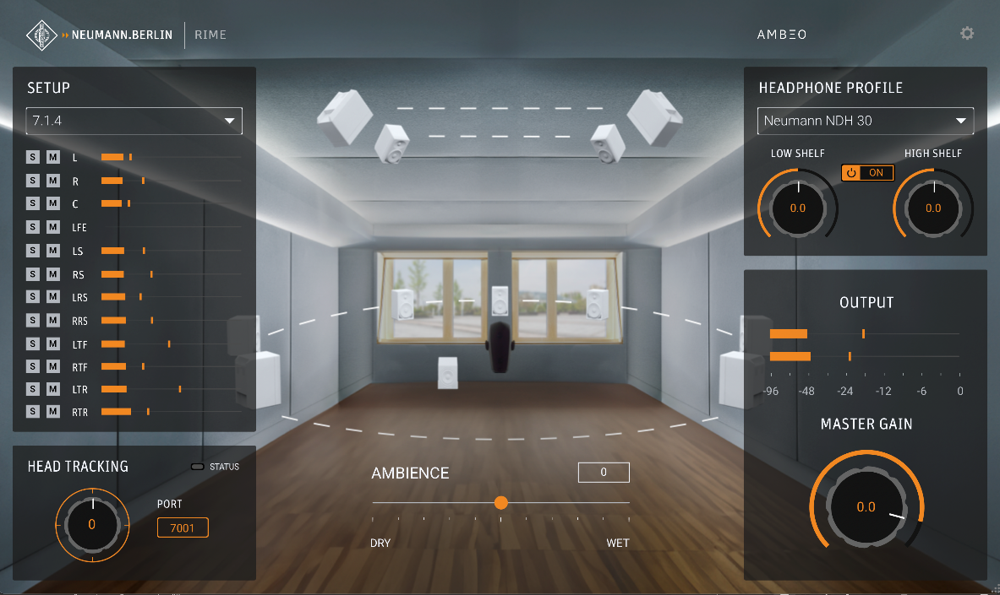 NEUMANN.BERLIN RIME
AMBEO
SETUP
7.1.4
S M L
S M R
S M C
S M LFE
S M LS
S M RS
S M LRS
S M RRS
S M LTF
S M RTF
S M LTR
S M RTR
HEAD TRACKING
STATUS
0
PORT
7001
AMBIENCE
0
DRY WET
HEADPHONE PROFILE
Neumann NDH 30
LOW SHELF HIGH SHELF
ON
0.0 0.0
OUTPUT
-96 -48 -24 -12 -6 0
MASTER GAIN
0.0